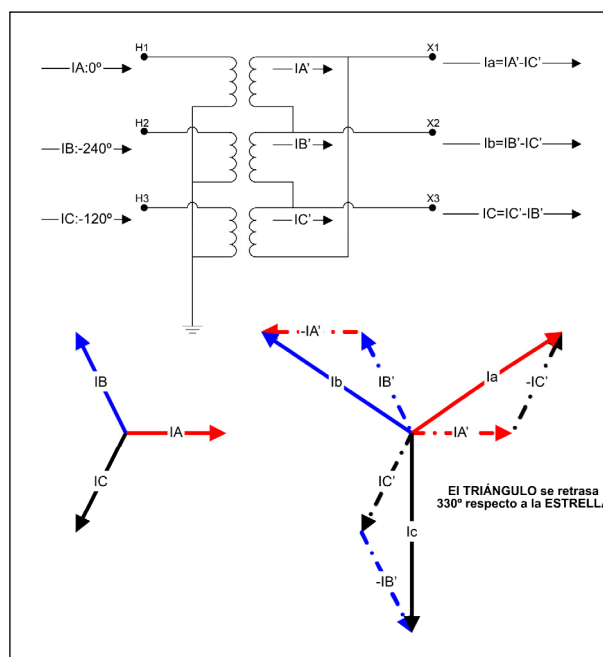 H1
IA:0º
IA'
X1
Ia=IA'-IC'
H2
IB:-240º
IB'
X2
Ib=IB'-IC'
H3
IC:-120º
IC'
X3
IC=IC'-IB'
-IA'
IB
IB'
Ib
Ia
-IC'
IA
IA'
IC
IC'
Ic
-IB'
El TRIÁNGULO se retrasa
330º respecto a la ESTRELLA